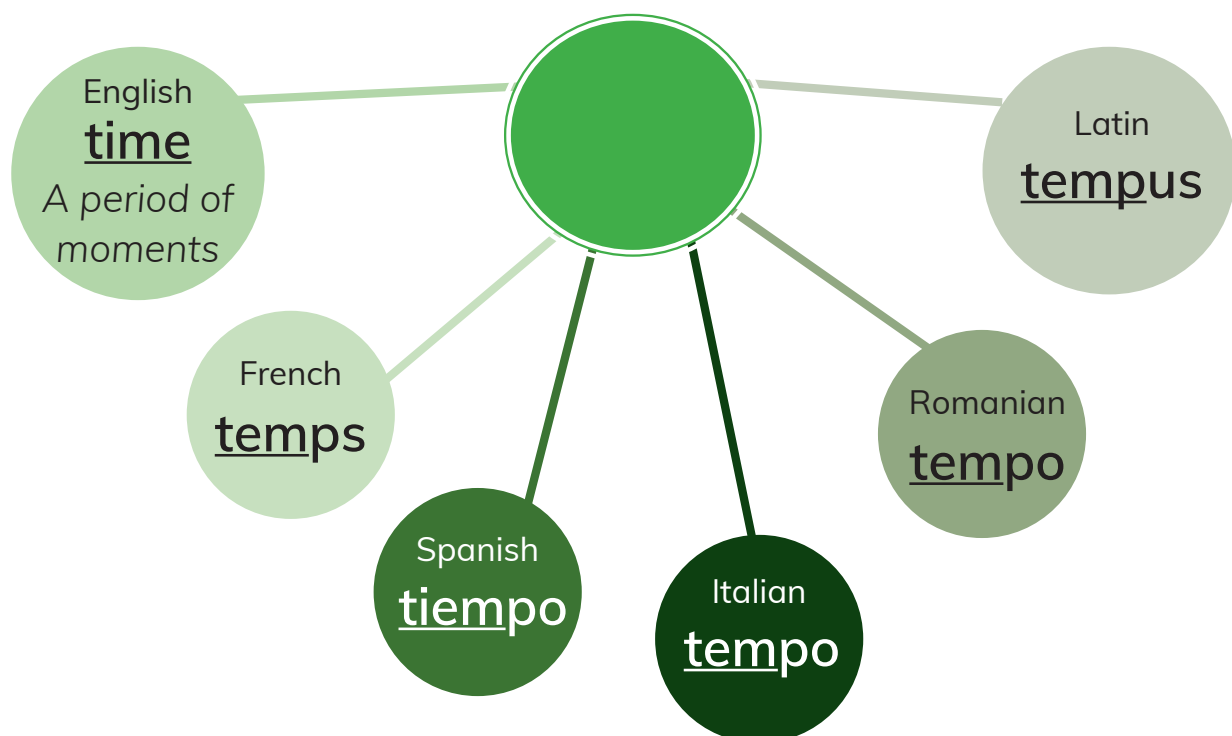 English
time
A period of
moments
French
temps
Spanish
tiempo
Italian
tempo
Romanian
tempo
Latin
tempus